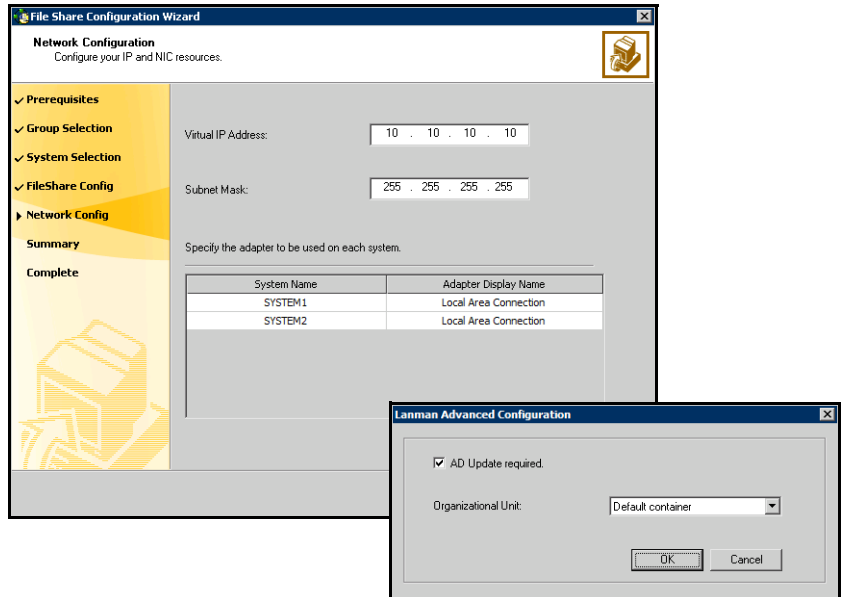 File Share Configuration Wizard
Network Configuration
Configure your IP and NIC resources.
Prerequisites
Group Selection
System Selection
FileShare Config
Network Config
Summary
Complete
Virtual IP Address:
10 . 10 . 10 . 10
Subnet Mask:
255 . 255 . 255 . 255
Specify the adapter to be used on each system.
System Name Adapter Display Name
SYSTEM1 Local Area Connection
SYSTEM2 Local Area Connection
Lanman Advanced Configuration
AD Update required.
Organizational Unit:
Default container
OK Cancel